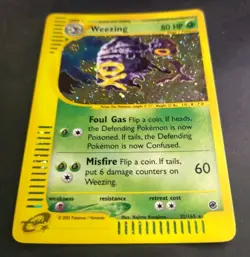 Weezing 80 HP
Foul Gas Flip a coin. If heads,
the Defending Pokémon is now
Poisoned. If tails, the Defending
Pokémon is now Confused.
Misfire Flip a coin. If tails,
put 6 damage counters on
Weezing.
60
weakness resistance retreat cost